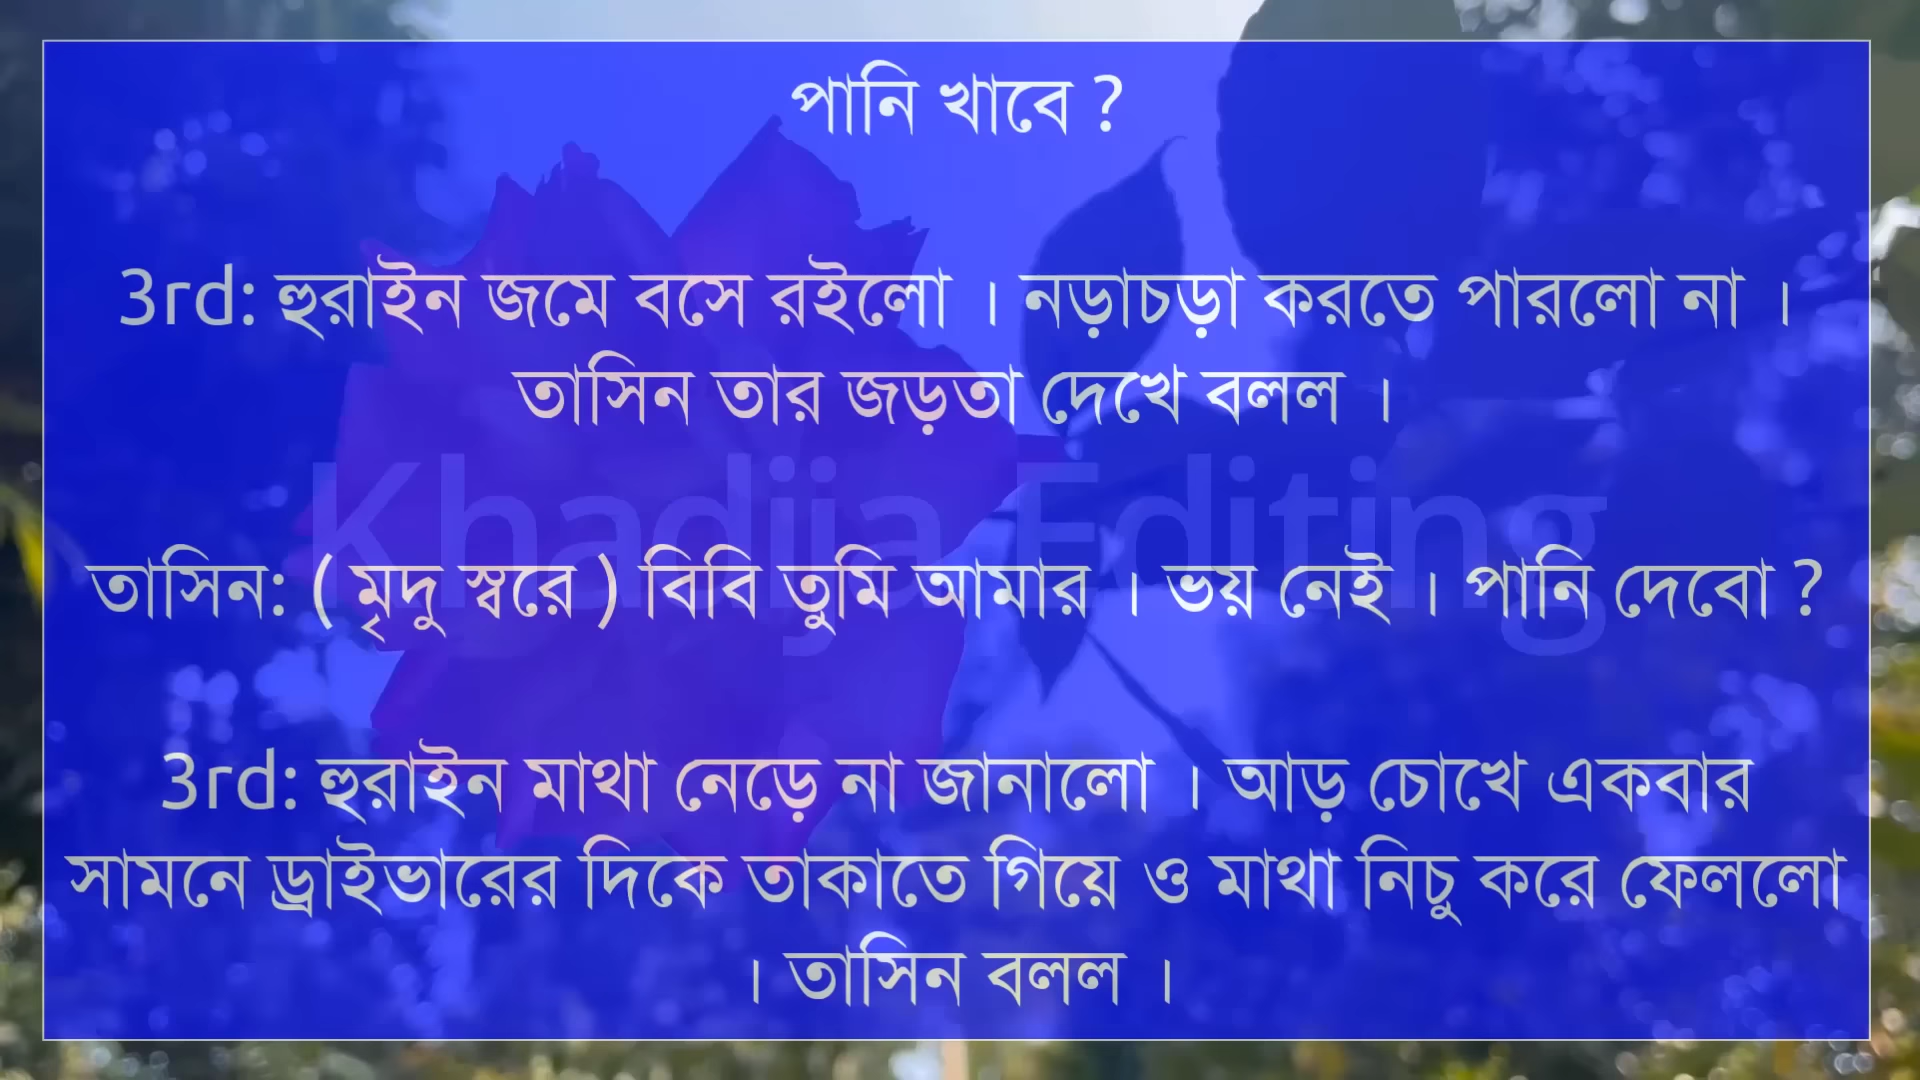 পানি খাবে ?
3rd: হুরাইন জমে বসে রইলো । নড়াচড়া করতে পারলো না ।
তাসিন তার জড়তা দেখে বলল ।
Khadija Editing
তাসিন: ( মৃদু স্বরে ) বিবি তুমি আমার । ভয় নেই । পানি দেবো ?
3rd: হুরাইন মাথা নেড়ে না জানালো । আড় চোখে একবার
সামনে ড্রাইভারের দিকে তাকাতে গিয়ে ও মাথা নিচু করে ফেললো
। তাসিন বলল ।